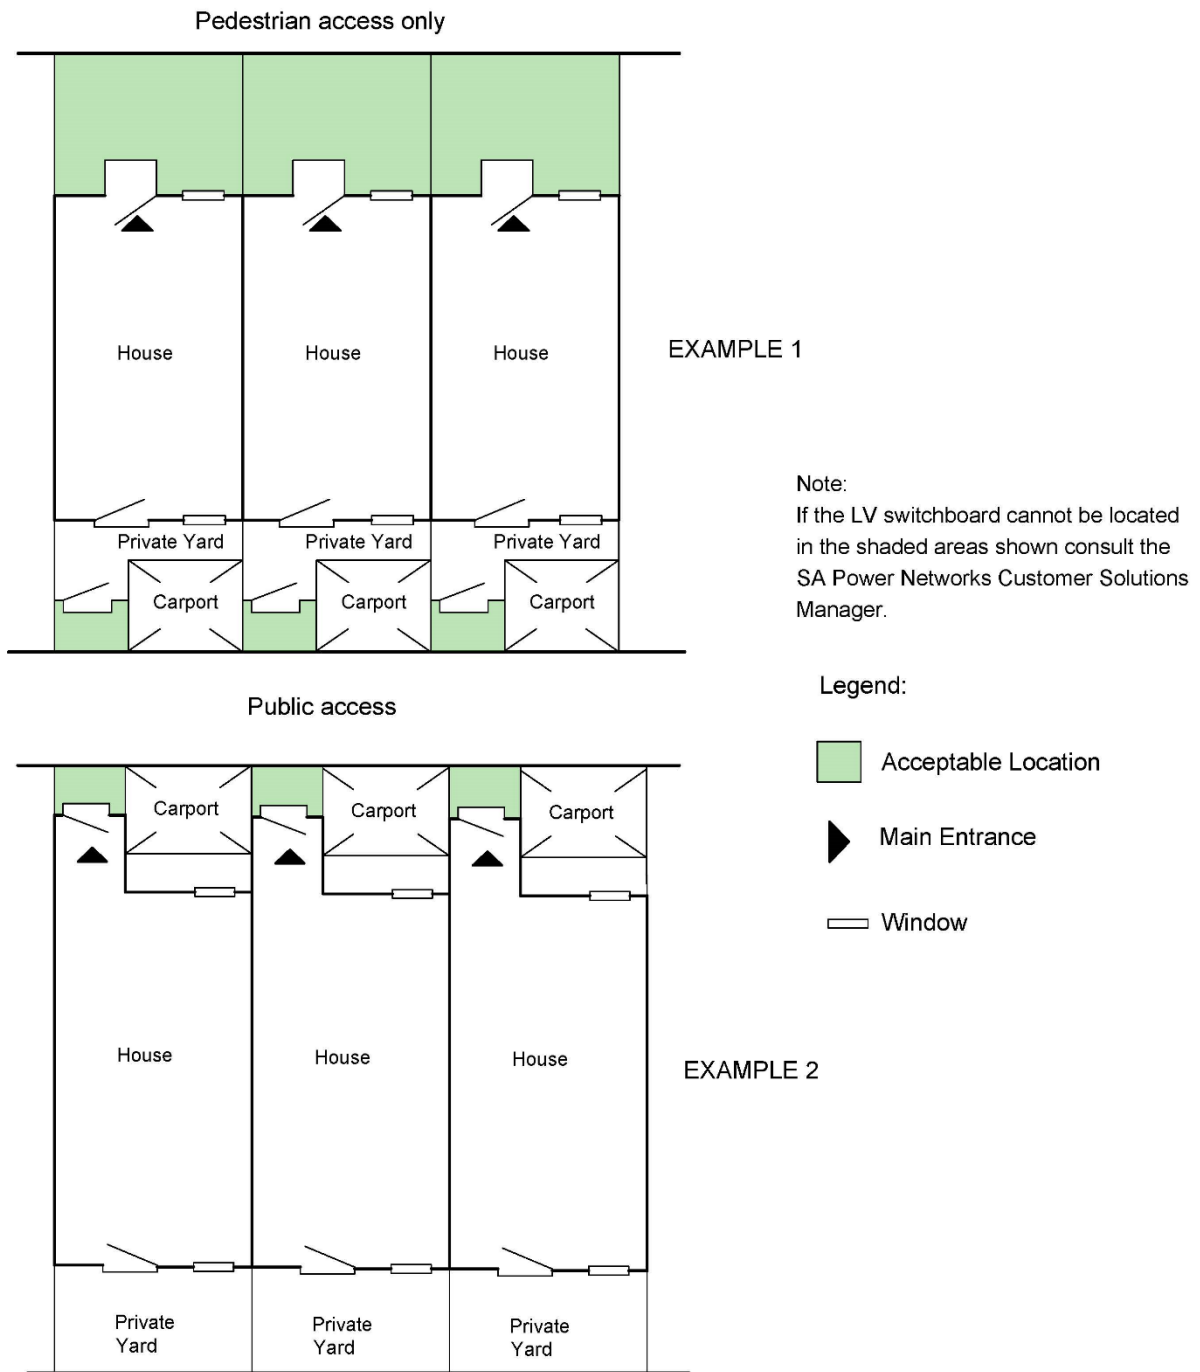 Pedestrian access only
House
House
House
EXAMPLE 1
Note:
If the LV switchboard cannot be located
in the shaded areas shown consult the
SA Power Networks Customer Solutions
Manager.
Private Yard
Private Yard
Private Yard
Carport
Carport
Carport
Public access
Legend:
Acceptable Location
Main Entrance
Window
Carport
Carport
Carport
House
House
House
EXAMPLE 2
Private
Yard
Private
Yard
Private
Yard